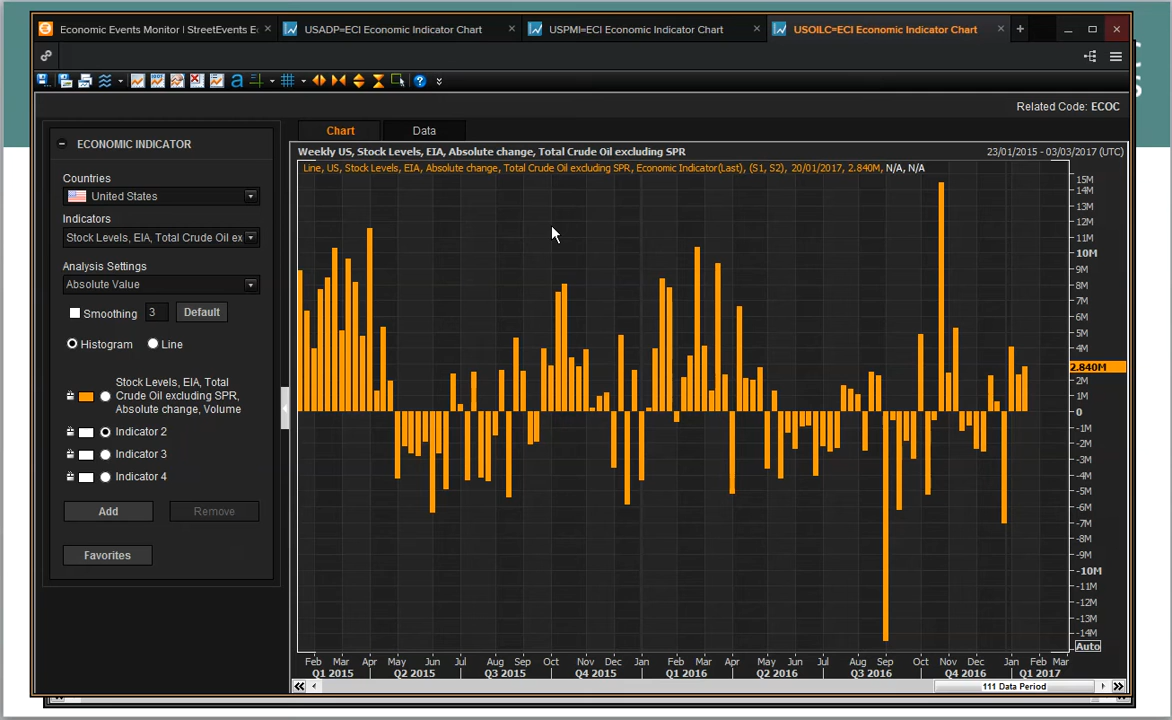 Economic Events Monitor | StreetEvents Ec
USADP=ECI Economic Indicator Chart
USPMI=ECI Economic Indicator Chart
USOILC=ECI Economic Indicator Chart
Related Code: ECOC
ECONOMIC INDICATOR
Countries
United States
Indicators
Stock Levels, EIA, Total Crude Oil ex
Analysis Settings
Absolute Value
Smoothing 3 Default
Histogram Line
Stock Levels, EIA, Total
Crude Oil excluding SPR,
Absolute change, Volume
Indicator 2
Indicator 3
Indicator 4
Add Remove
Favorites
Chart Data
Weekly US, Stock Levels, EIA, Absolute change, Total Crude Oil excluding SPR 23/01/2015 - 03/03/2017 (UTC)
Line, US, Stock Levels, EIA, Absolute change, Total Crude Oil excluding SPR, Economic Indicator(Last), (S1, S2), 20/01/2017, 2.840M, N/A, N/A
15M
14M
13M
12M
11M
10M
9M
8M
7M
6M
5M
4M
2.840M
2M
1M
0
-1M
-2M
-3M
-4M
-5M
-6M
-7M
-8M
-9M
-10M
-11M
-12M
-13M
-14M
Auto
Feb Mar Apr May Jun Jul Aug Sep Oct Nov Dec Jan Feb Mar Apr May Jun Jul Aug Sep Oct Nov Dec Jan Feb Mar
Q1 2015 Q2 2015 Q3 2015 Q4 2015 Q1 2016 Q2 2016 Q3 2016 Q4 2016 Q1 2017
111 Data Period